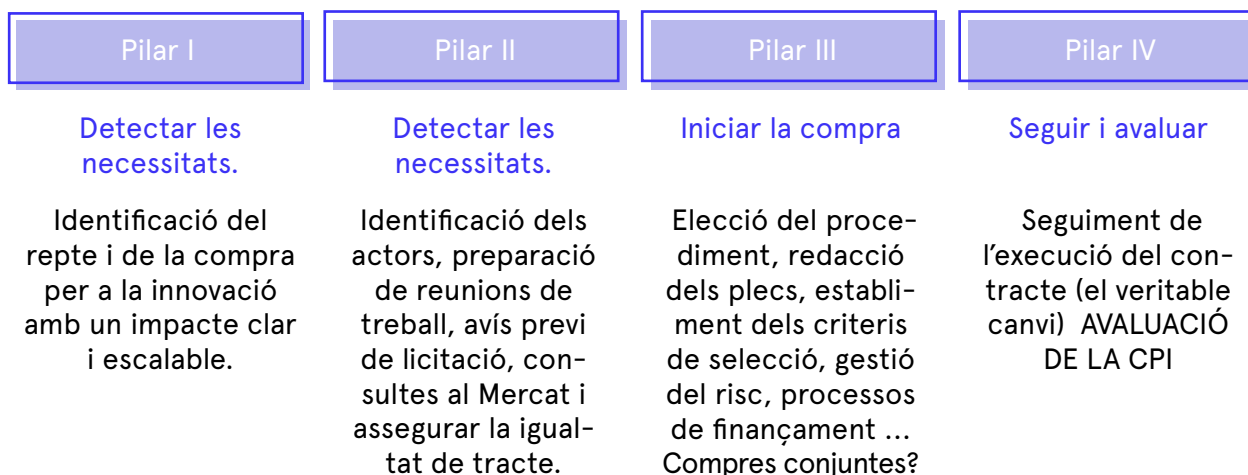 Pilar I
Detectar les
necessitats.
Identificació del
repte i de la compra
per a la innovació
amb un impacte clar
i escalable.
Pilar II
Detectar les
necessitats.
Identificació dels
actors, preparació
de reunions de
treball, avís previ
de licitació, con-
sultes al Mercat i
assegurar la igual-
tat de tracte.
Pilar III
Iniciar la compra
Elecció del proce-
diment, redacció
dels plecs, establi-
ment dels criteris
de selecció, gestió
del risc, processos
de finançament ...
Compres conjuntes?
Pilar IV
Seguir i avaluar
Seguiment de
l’execució del con-
tracte (el veritable
canvi) AVALUACIÓ
DE LA CPI